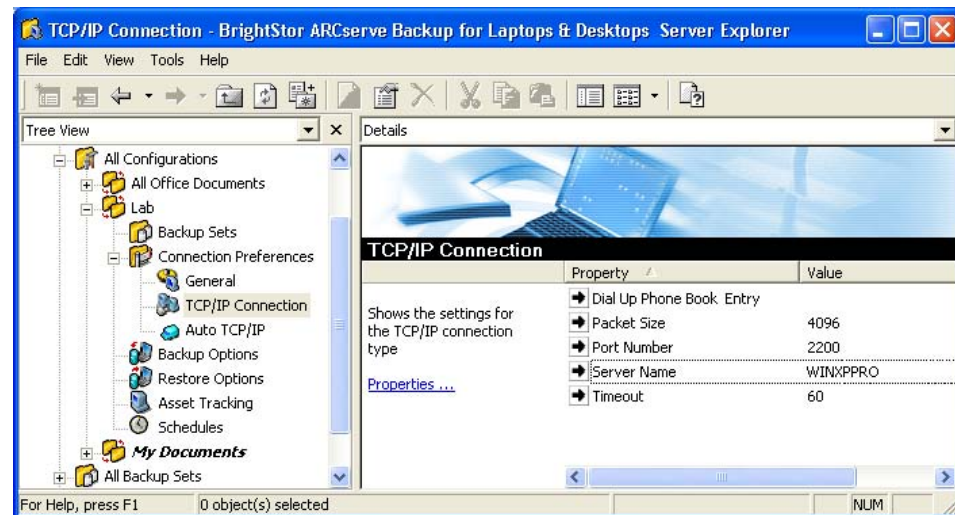 TCP/IP Connection - BrightStor ARCserve Backup for Laptops & Desktops Server Explorer
File Edit View Tools Help
Tree View
All Configurations
All Office Documents
Lab
Backup Sets
Connection Preferences
General
TCP/IP Connection
Auto TCP/IP
Backup Options
Restore Options
Asset Tracking
Schedules
My Documents
All Backup Sets
Details
TCP/IP Connection
Shows the settings for
the TCP/IP connection
type
Properties ...
Property Value
Dial Up Phone Book Entry
Packet Size 4096
Port Number 2200
Server Name WINXPPRO
Timeout 60
For Help, press F1 0 object(s) selected NUM